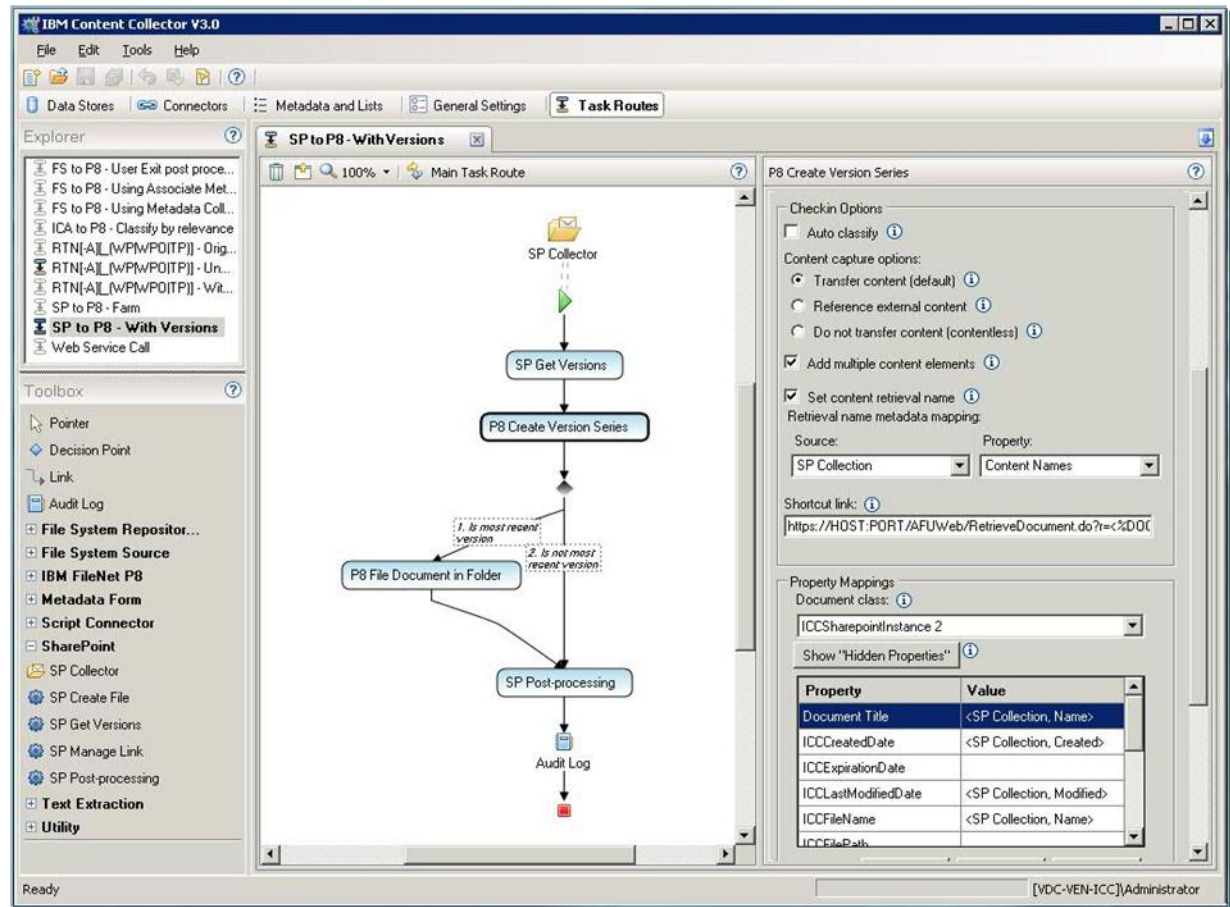 IBM Content Collector V3.0
File Edit Tools Help
Data Stores Connectors Metadata and Lists General Settings Task Routes
Explorer
FS to P8 - User Exit post proce...
FS to P8 - Using Associate Met...
FS to P8 - Using Metadata Coll...
ICA to P8 - Classify by relevance
RTN[-A][_(WP|WPO|TP)] - Orig...
RTN[-A][_(WP|WPO|TP)] - Un...
RTN[-A][_(WP|WPO|TP)] - Wit...
SP to P8 - Farm
SP to P8 - With Versions
Web Service Call
Toolbox
Pointer
Decision Point
Link
Audit Log
File System Repositor...
File System Source
IBM FileNet P8
Metadata Form
Script Connector
SharePoint
SP Collector
SP Create File
SP Get Versions
SP Manage Link
SP Post-processing
Text Extraction
Utility
SP to P8 - With Versions
100% Main Task Route
SP Collector
SP Get Versions
P8 Create Version Series
1. Is most recent
version
2. Is not most
recent version
P8 File Document in Folder
SP Post-processing
Audit Log
P8 Create Version Series
Checkin Options
Auto classify
Content capture options:
Transfer content (default)
Reference external content
Do not transfer content (contentless)
Add multiple content elements
Set content retrieval name
Retrieval name metadata mapping:
Source: Property:
SP Collection Content Names
Shortcut link:
https://HOST:PORT/AFUWeb/RetrieveDocument.do?r=<%DOC
Property Mappings
Document class:
ICCSharepointInstance 2
Show "Hidden Properties"
Property Value
Document Title <SP Collection, Name>
ICCCreatedDate <SP Collection, Created>
ICCExpirationDate
ICCLastModifiedDate <SP Collection, Modified>
ICCFileName <SP Collection, Name>
ICCFilePath
Ready [VDC-VEN-ICC]\Administrator